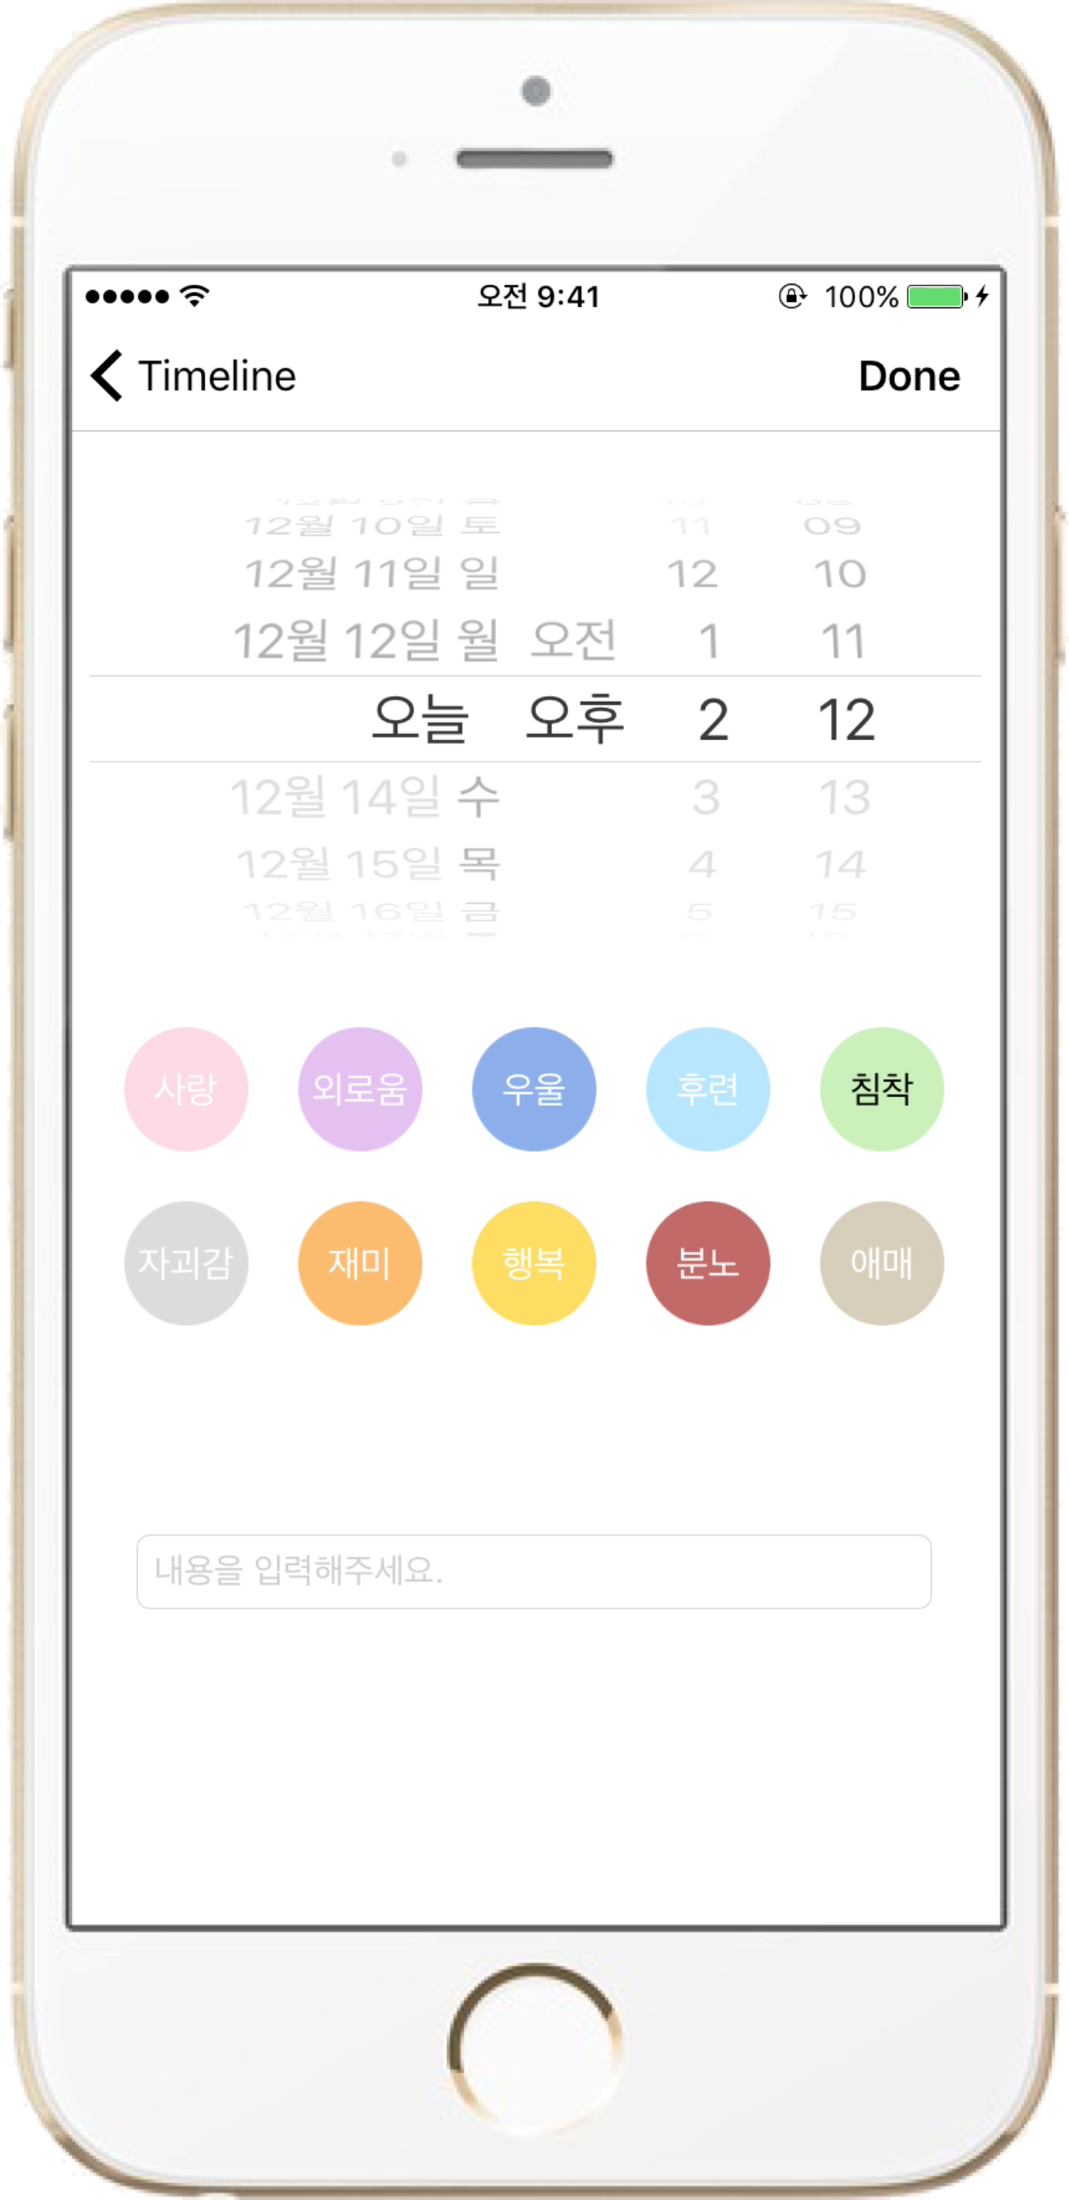 오전 9:41 100%
Timeline Done
12월 10일 토 11 09
12월 11일 일 12 10
12월 12일 월 오전 1 11
오늘 오후 2 12
12월 14일 수 3 13
12월 15일 목 4 14
12월 16일 금 5 15
사랑 외로움 우울 후련 침착
자괴감 재미 행복 분노 애매
내용을 입력해주세요.